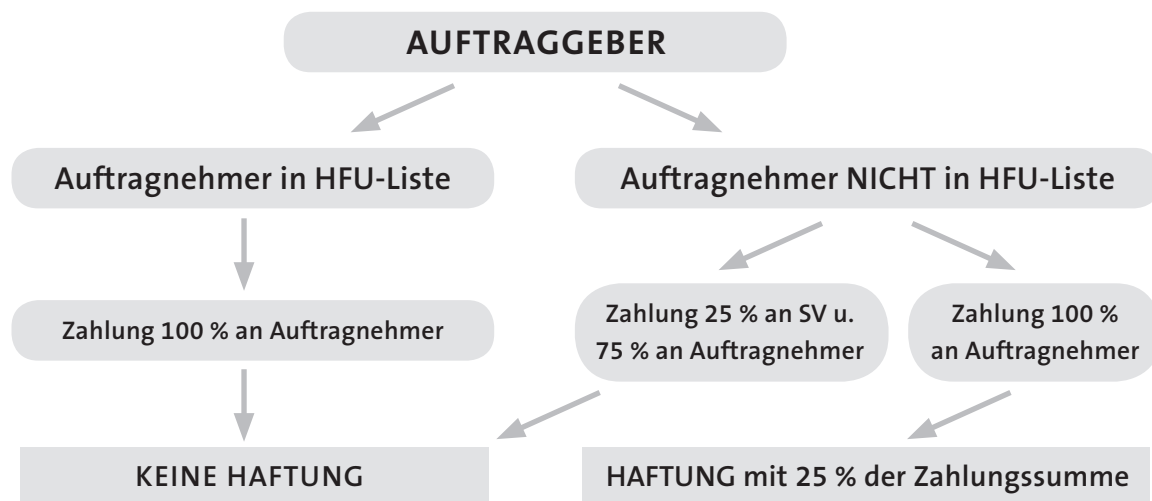 AUFTRAGGEBER
Auftragnehmer in HFU-Liste
Auftragnehmer NICHT in HFU-Liste
Zahlung 100 % an Auftragnehmer
Zahlung 25 % an SV u.
75 % an Auftragnehmer
Zahlung 100 %
an Auftragnehmer
KEINE HAFTUNG
HAFTUNG mit 25 % der Zahlungssumme